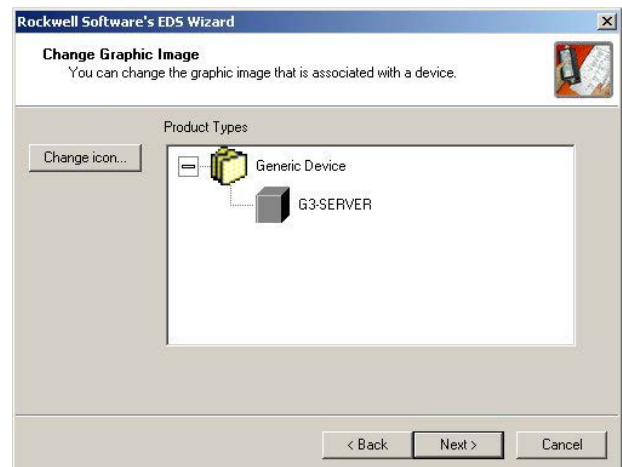 Rockwell Software's EDS Wizard
Change Graphic Image
You can change the graphic image that is associated with a device.
Product Types
Change icon...
Generic Device
G3-SERVER
< Back
Next >
Cancel